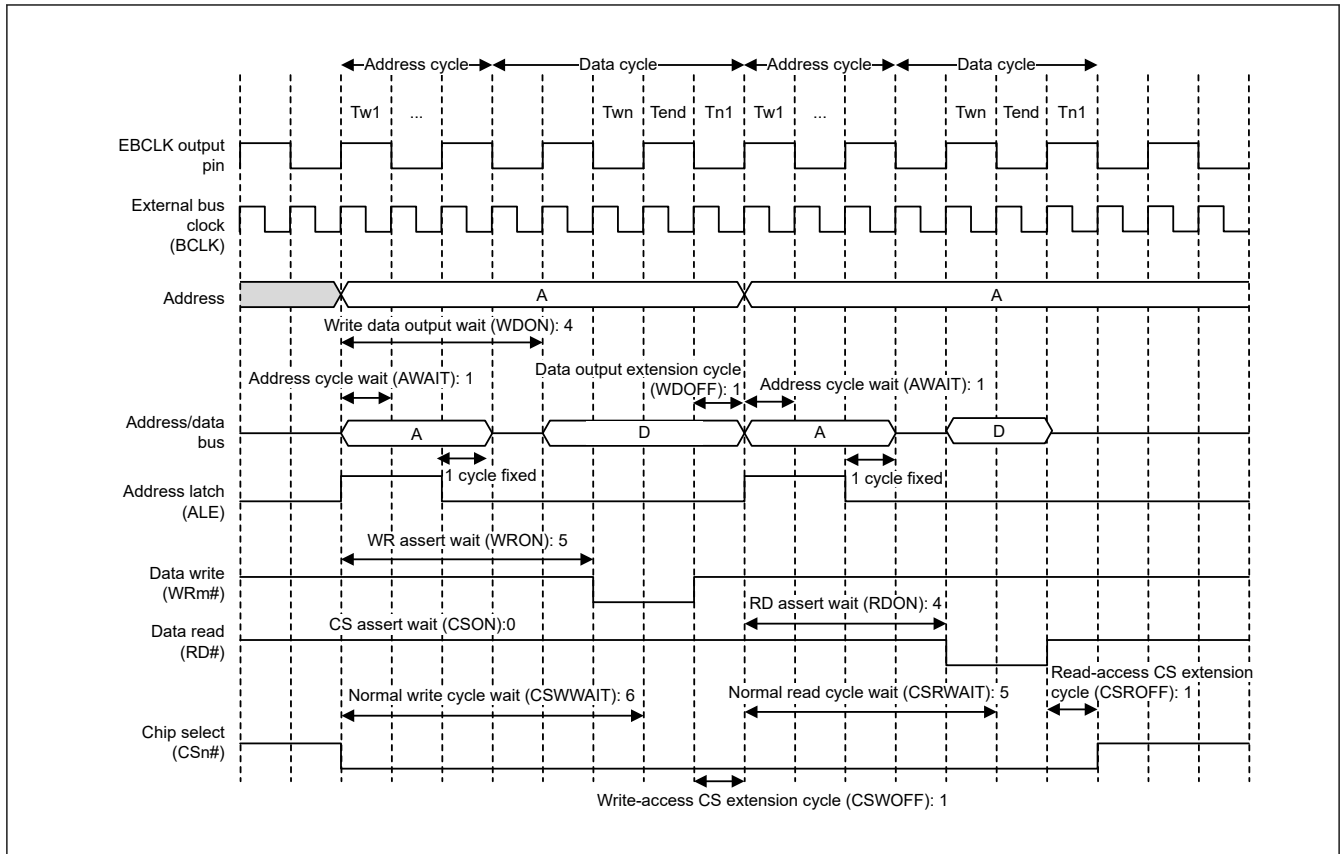 Address cycle
Data cycle
Address cycle
Data cycle
Tw1
...
Twn
Tend
Tn1
Tw1
...
Twn
Tend
Tn1
EBCLK output
pin
External bus
clock
(BCLK)
Address
A
A
Write data output wait (WDON): 4
Address cycle wait (AWAIT): 1
Data output extension cycle
(WDOFF): 1
Address cycle wait (AWAIT): 1
Address/data
bus
A
D
A
D
1 cycle fixed
1 cycle fixed
Address latch
(ALE)
WR assert wait (WRON): 5
Data write
(WRm#)
RD assert wait (RDON): 4
CS assert wait (CSON):0
Data read
(RD#)
Normal write cycle wait (CSWWAIT): 6
Normal read cycle wait (CSRWAIT): 5
Read-access CS extension
cycle (CSROFF): 1
Chip select
(CSn#)
Write-access CS extension cycle (CSWOFF): 1